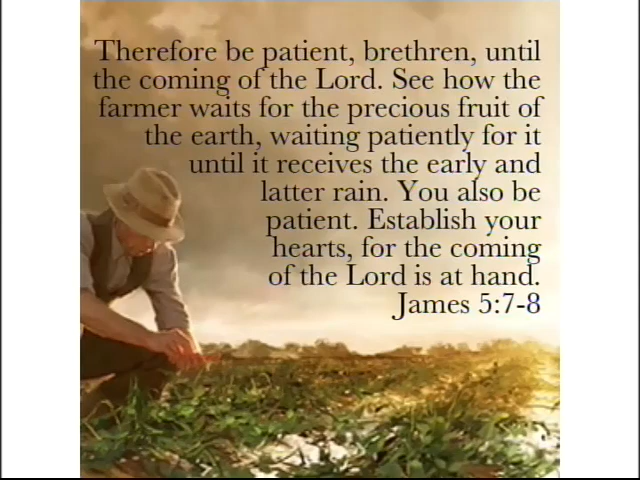 Therefore be patient, brethren, until
the coming of the Lord. See how the
farmer waits for the precious fruit of
the earth, waiting patiently for it
until it receives the early and
latter rain. You also be
patient. Establish your
hearts, for the coming
of the Lord is at hand.
James 5:7-8